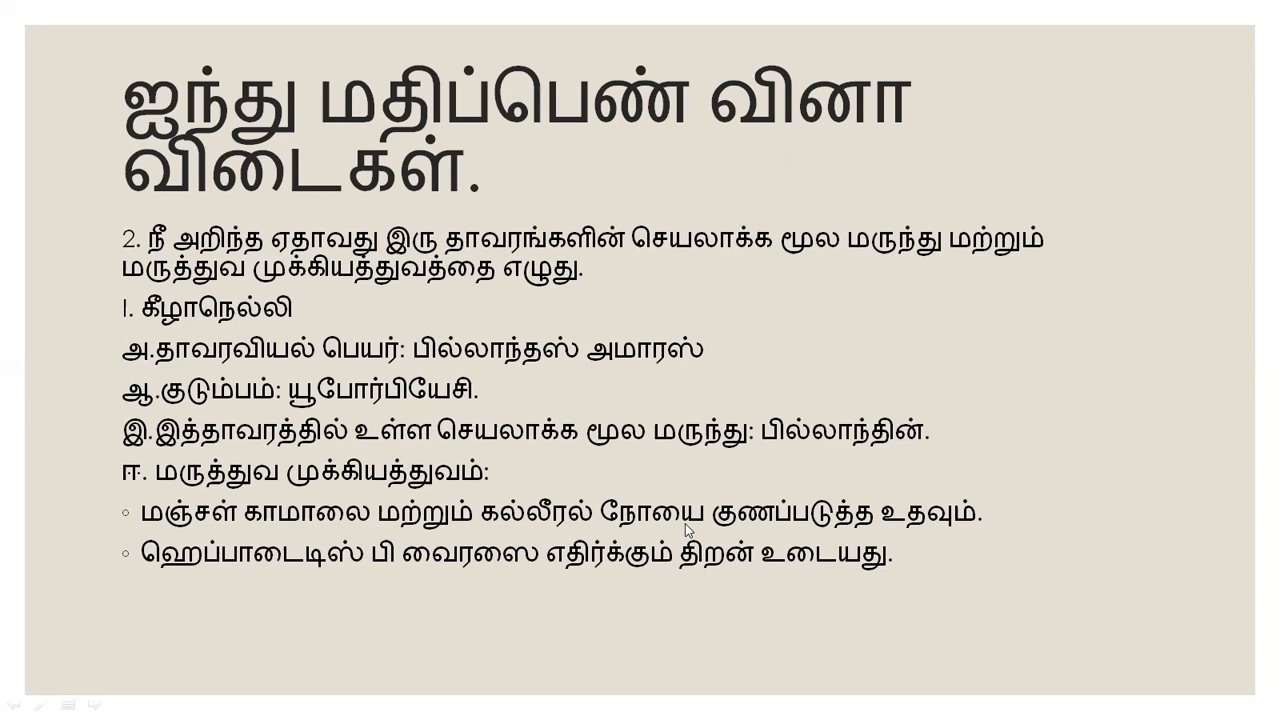 ஐந்து மதிப்பெண் வினா
விடைகள்.
2. நீ அறிந்த ஏதாவது இரு தாவரங்களின் செயலாக்க மூல மருந்து மற்றும்
மருத்துவ முக்கியத்துவத்தை எழுது.
I. கீழாநெல்லி
அ.தாவரவியல் பெயர்: பில்லாந்தஸ் அமாரஸ்
ஆ.குடும்பம்: யூபோர்பியேசி.
இ.இத்தாவரத்தில் உள்ள செயலாக்க மூல மருந்து: பில்லாந்தின்.
ஈ. மருத்துவ முக்கியத்துவம்:
◦ மஞ்சள் காமாலை மற்றும் கல்லீரல் நோயை குணப்படுத்த உதவும்.
◦ ஹெப்பாடைடிஸ் பி வைரஸை எதிர்க்கும் திறன் உடையது.